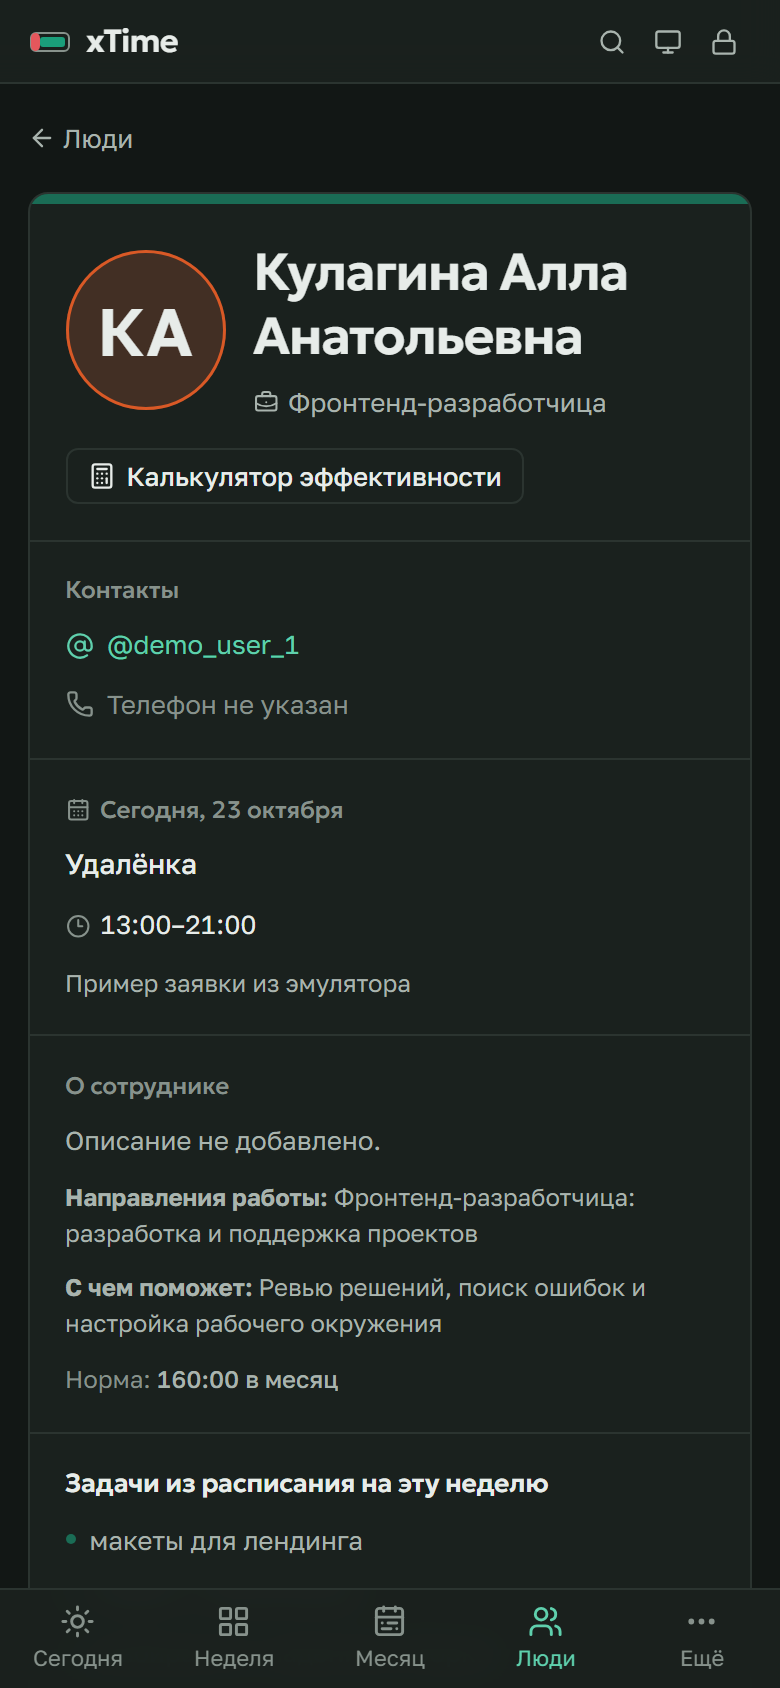 xTime
Люди
КА
Кулагина Алла
Анатольевна
Фронтенд-разработчица
Калькулятор эффективности
Контакты
@demo_user_1
Телефон не указан
Сегодня, 23 октября
Удалёнка
13:00–21:00
Пример заявки из эмулятора
О сотруднике
Описание не добавлено.
Направления работы: Фронтенд-разработчица:
разработка и поддержка проектов
С чем поможет: Ревью решений, поиск ошибок и
настройка рабочего окружения
Норма: 160:00 в месяц
Задачи из расписания на эту неделю
макеты для лендинга
Сегодня
Неделя
Месяц
Люди
Ещё